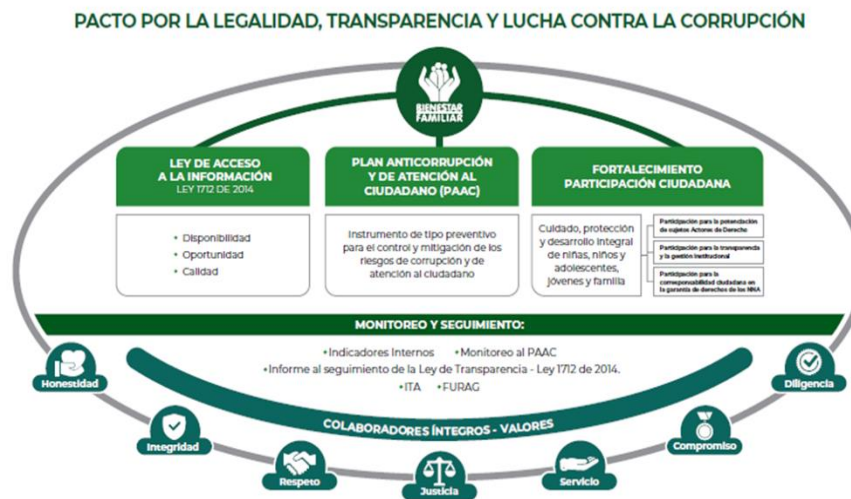 PACTO POR LA LEGALIDAD, TRANSPARENCIA Y LUCHA CONTRA LA CORRUPCIÓN
BIENESTAR
FAMILIAR
LEY DE ACCESO
A LA INFORMACIÓN
LEY 1712 DE 2014
• Disponibilidad
• Oportunidad
• Calidad
PLAN ANTICORRUPCIÓN
Y DE ATENCIÓN AL
CIUDADANO (PAAC)
Instrumento de tipo preventivo
para el control y mitigación de los
riesgos de corrupción y de
atención al ciudadano
FORTALECIMIENTO
PARTICIPACIÓN CIUDADANA
Cuidado, protección
y desarrollo integral
de niñas, niños y
adolescentes,
jóvenes y familia
Participación para la potenciación
de sujetos Actores de Derecho
Participación para la transparencia
y la gestión institucional
Participación para la
corresponsabilidad ciudadana en
la garantía de derechos de los NNA
MONITOREO Y SEGUIMIENTO:
•Indicadores Internos •Monitoreo al PAAC
•Informe al seguimiento de la Ley de Transparencia - Ley 1712 de 2014.
•ITA •FURAG
COLABORADORES ÍNTEGROS - VALORES
Honestidad
Integridad
Respeto
Justicia
Servicio
Compromiso
Diligencia